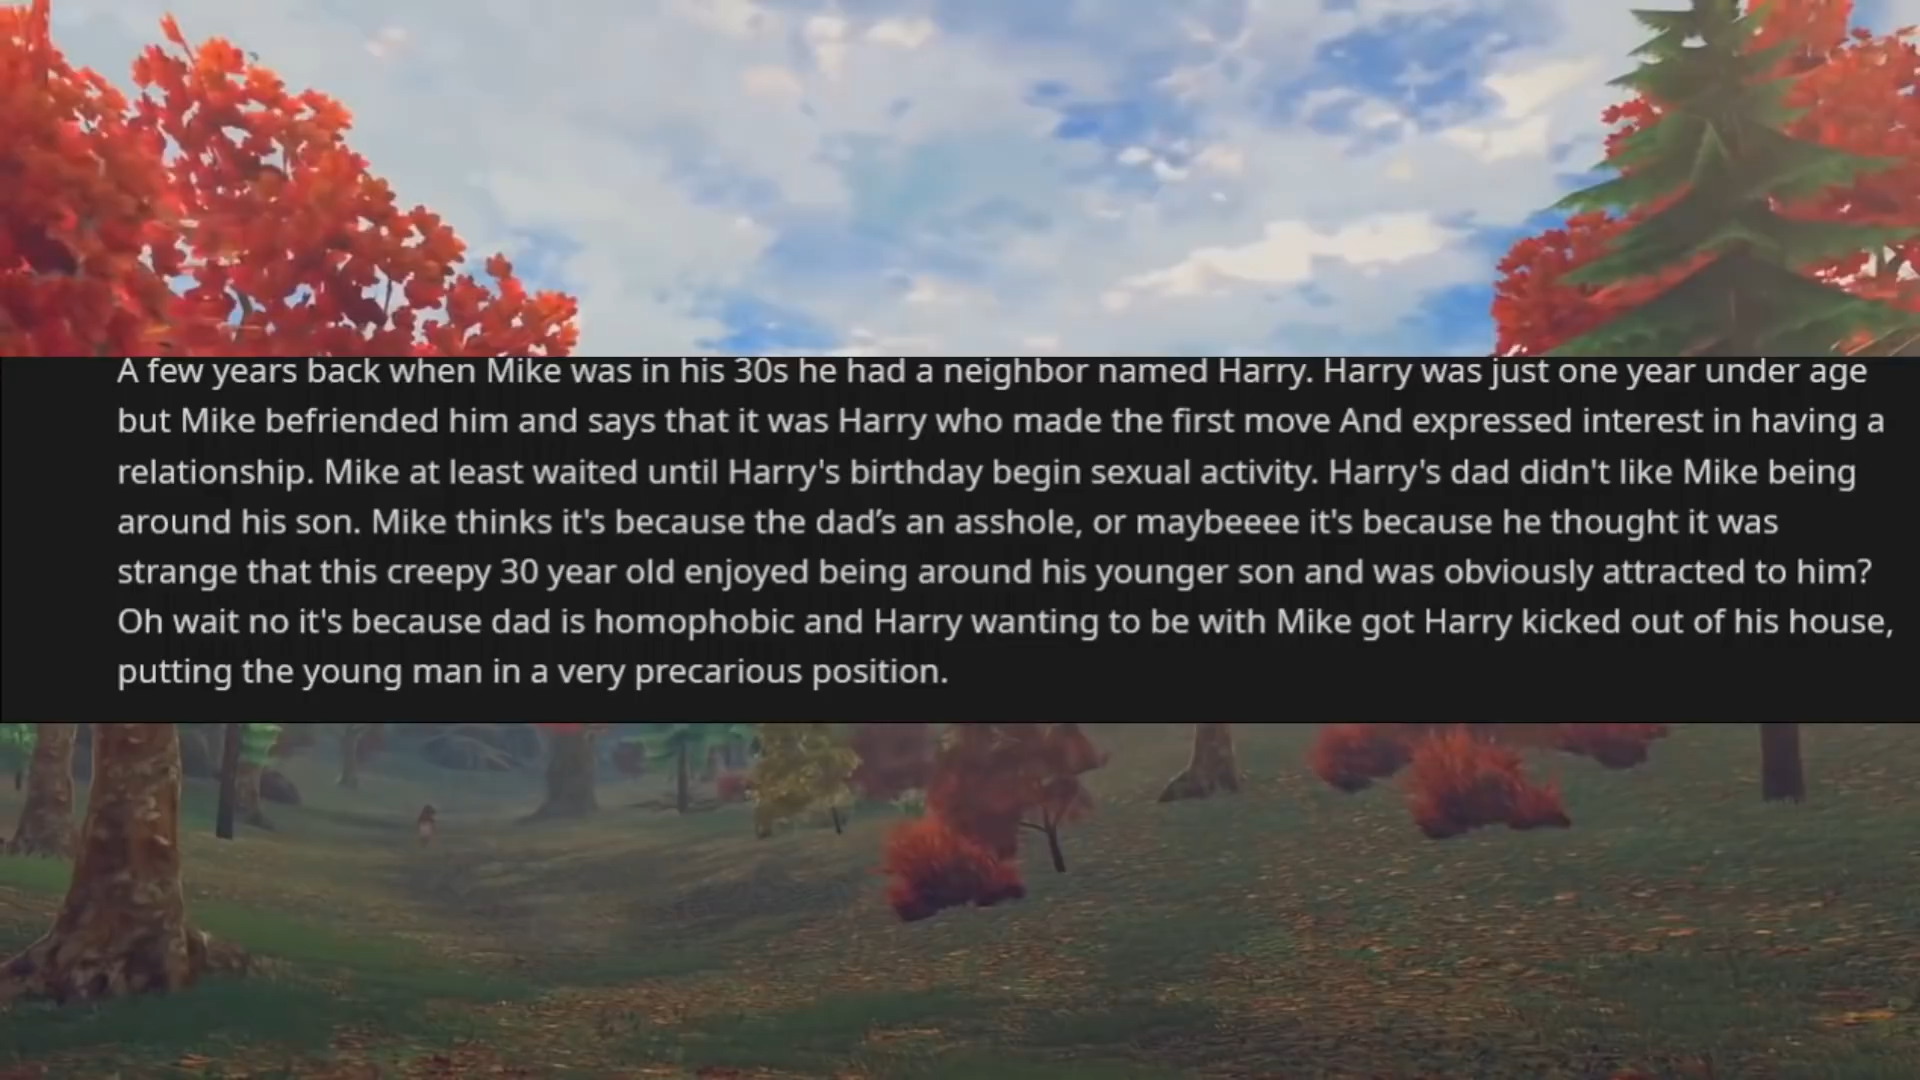 A few years back when Mike was in his 30s he had a neighbor named Harry. Harry was just one year under age
but Mike befriended him and says that it was Harry who made the first move And expressed interest in having a
relationship. Mike at least waited until Harry's birthday begin sexual activity. Harry's dad didn't like Mike being
around his son. Mike thinks it's because the dad’s an asshole, or maybeeee it's because he thought it was
strange that this creepy 30 year old enjoyed being around his younger son and was obviously attracted to him?
Oh wait no it's because dad is homophobic and Harry wanting to be with Mike got Harry kicked out of his house,
putting the young man in a very precarious position.